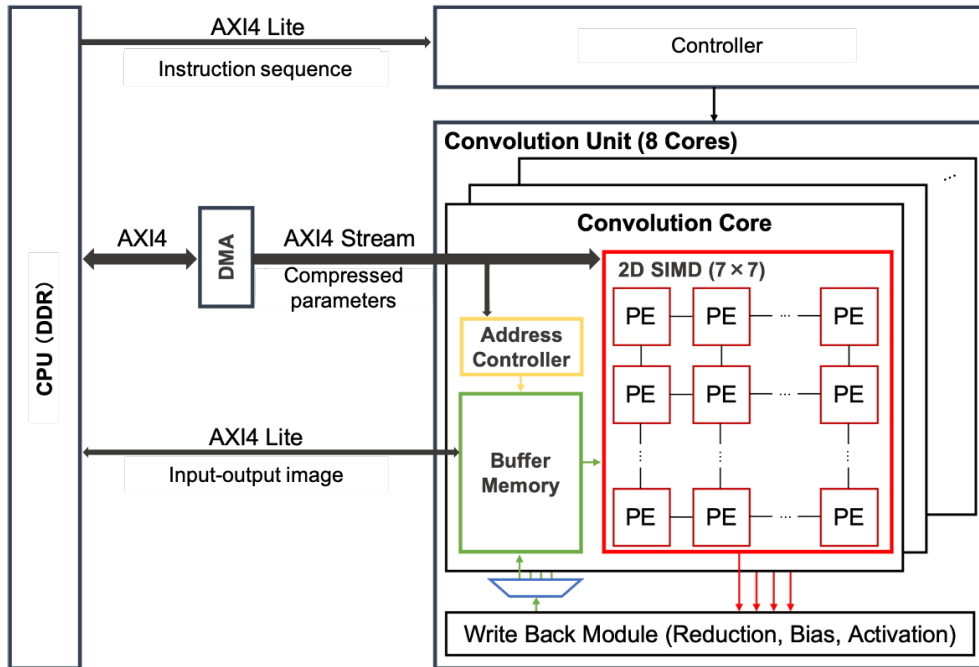 AXI4 Lite
Instruction sequence
Controller
Convolution Unit (8 Cores)
...
Convolution Core
CPU (DDR)
AXI4
DMA
AXI4 Stream
Compressed
parameters
2D SIMD (7×7)
PE PE ... PE
Address
Controller
PE PE ... PE
AXI4 Lite
Input-output image
Buffer
Memory
... ... ...
PE PE ... PE
Write Back Module (Reduction, Bias, Activation)